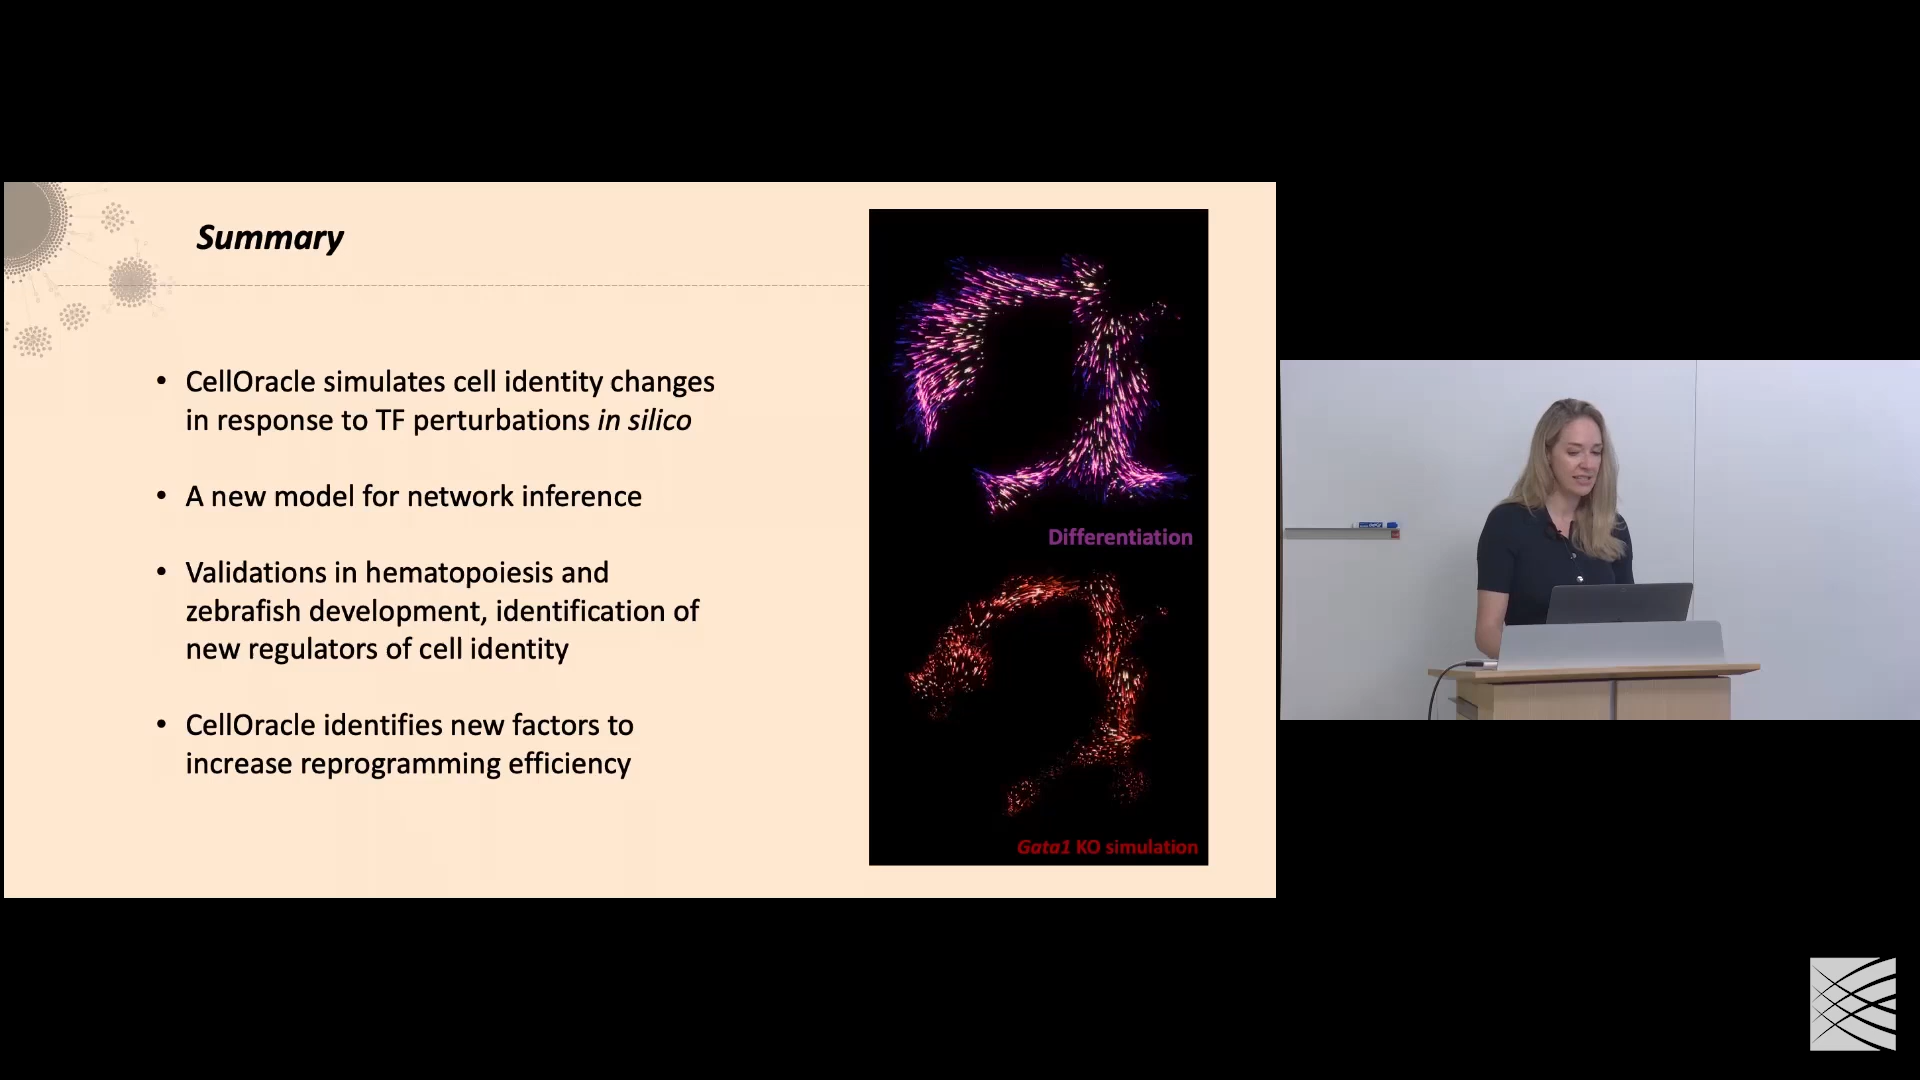 Summary
• CellOracle simulates cell identity changes
in response to TF perturbations in silico
• A new model for network inference
• Validations in hematopoiesis and
zebrafish development, identification of
new regulators of cell identity
• CellOracle identifies new factors to
increase reprogramming efficiency
Differentiation
Gata1 KO simulation